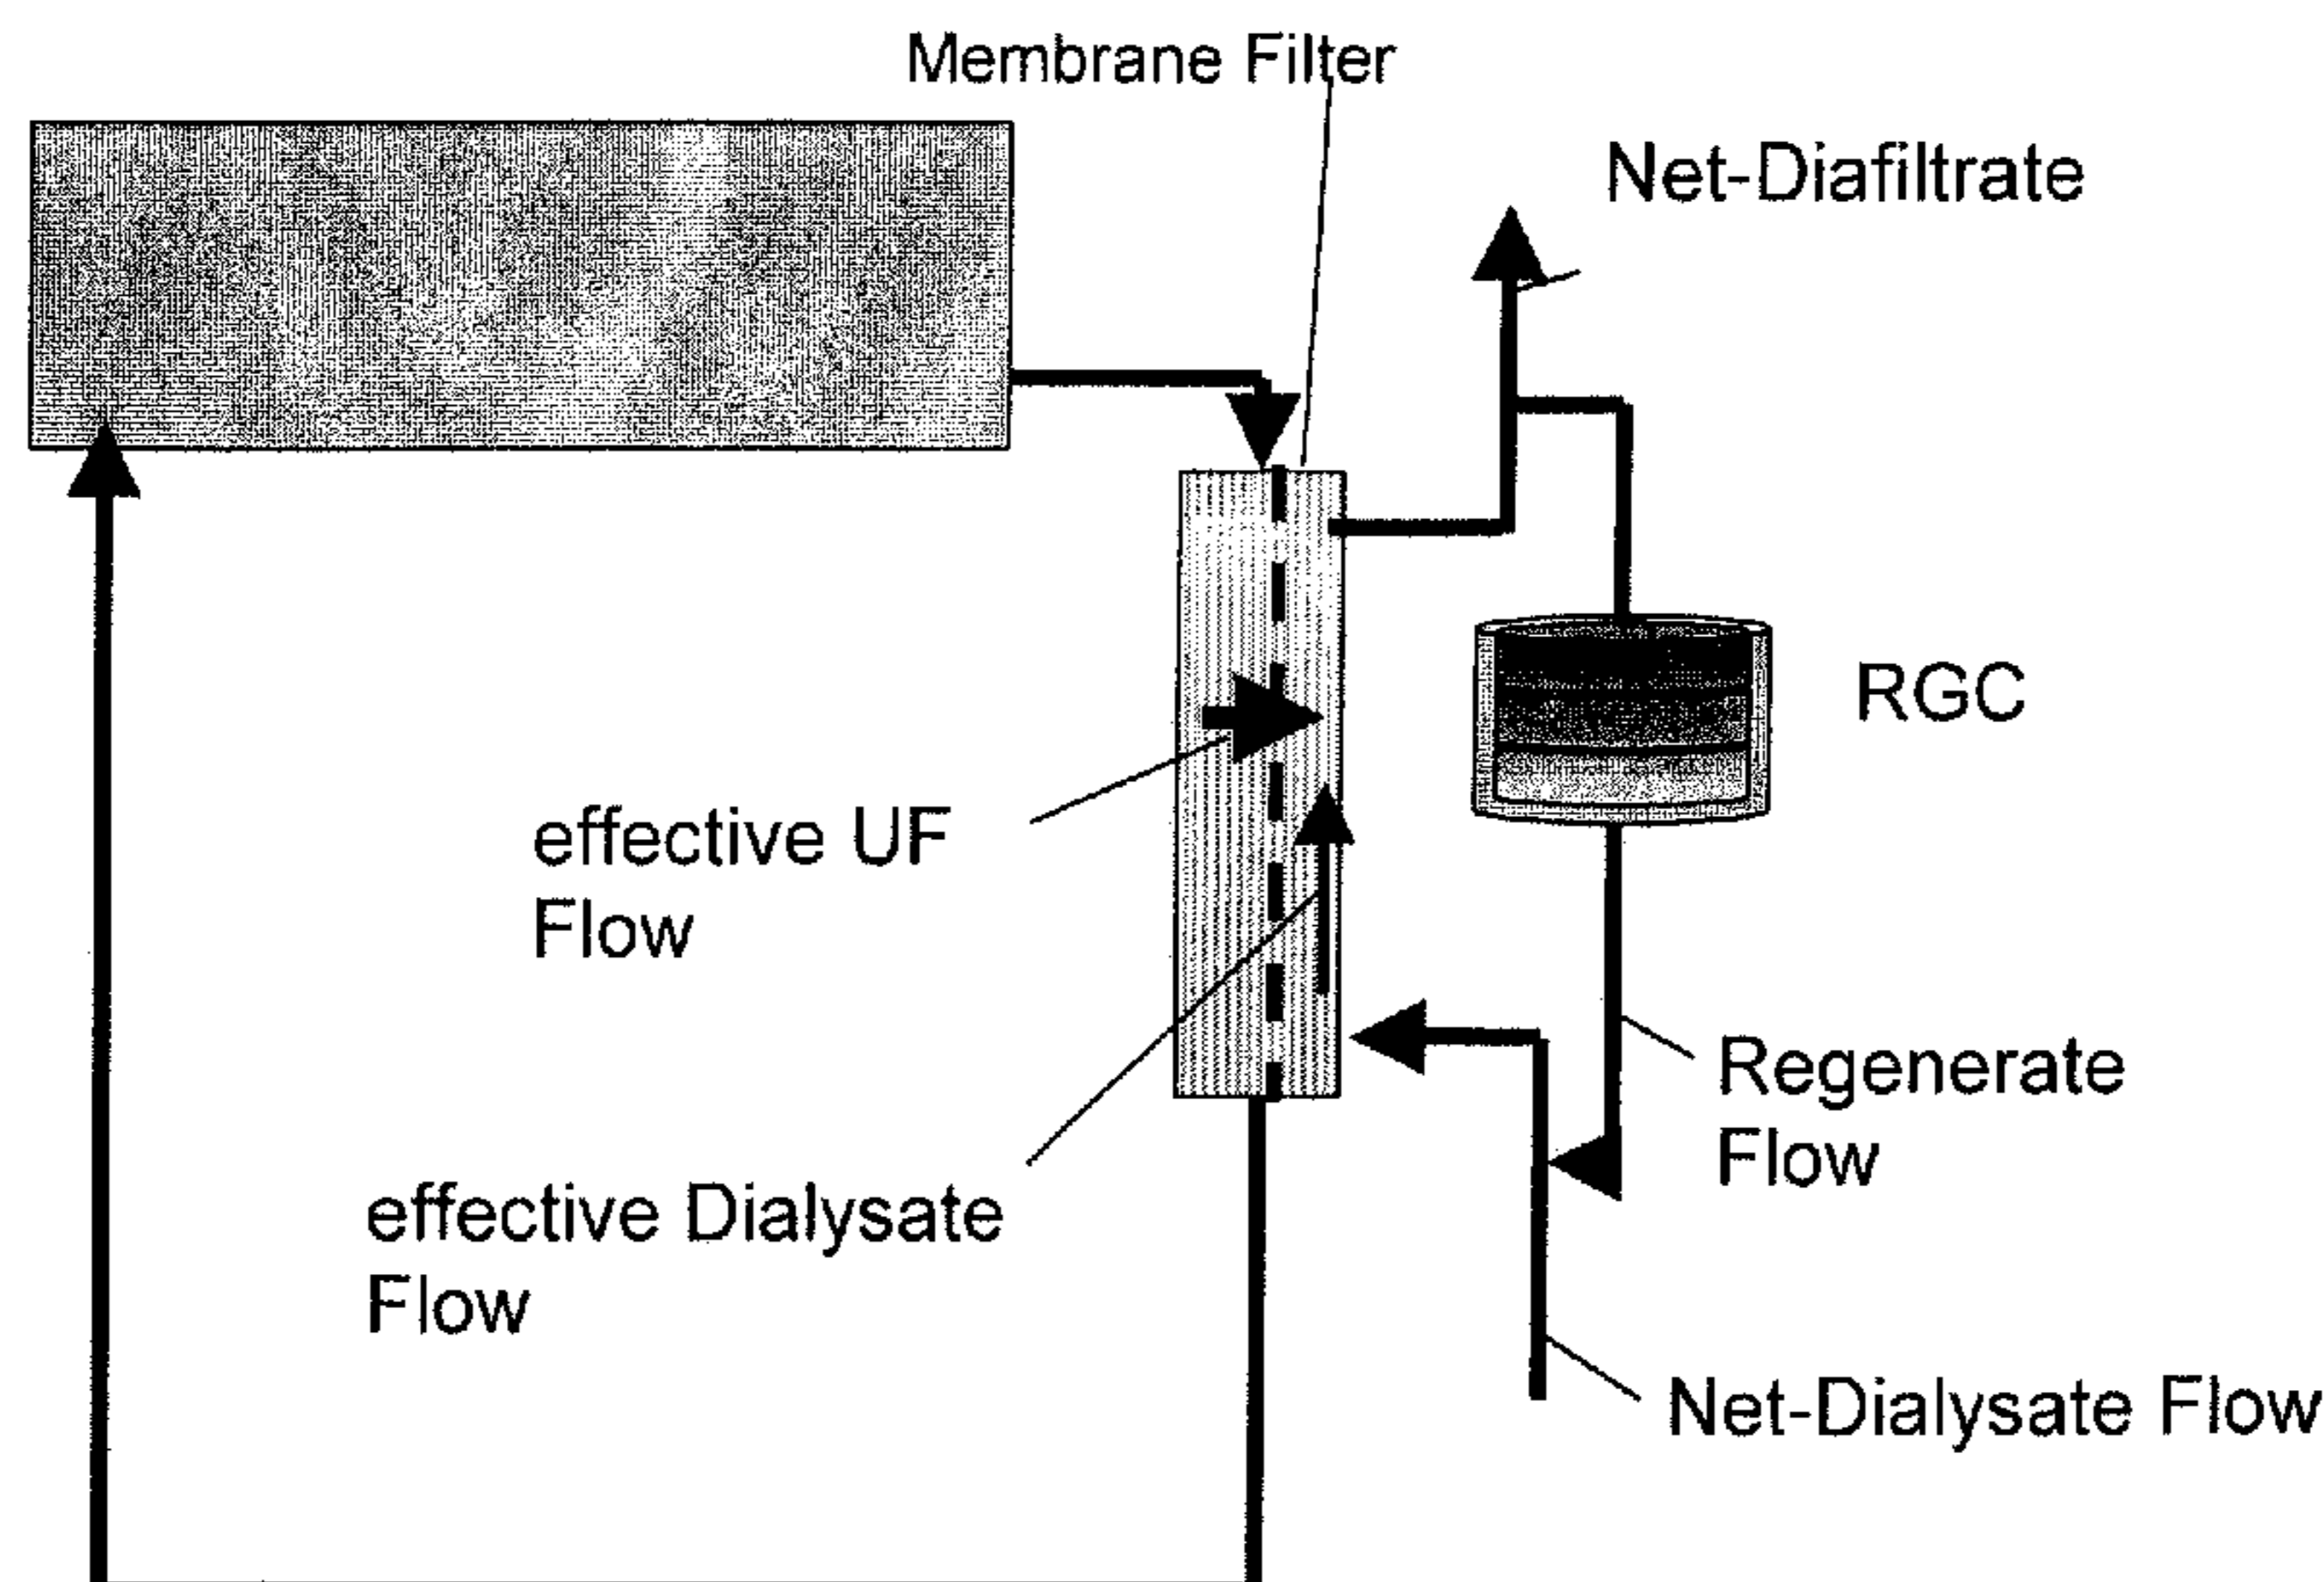 Membrane Filter
Net-Diafiltrate
RGC
effective UF
Flow
Regenerate
Flow
effective Dialysate
Flow
Net-Dialysate Flow